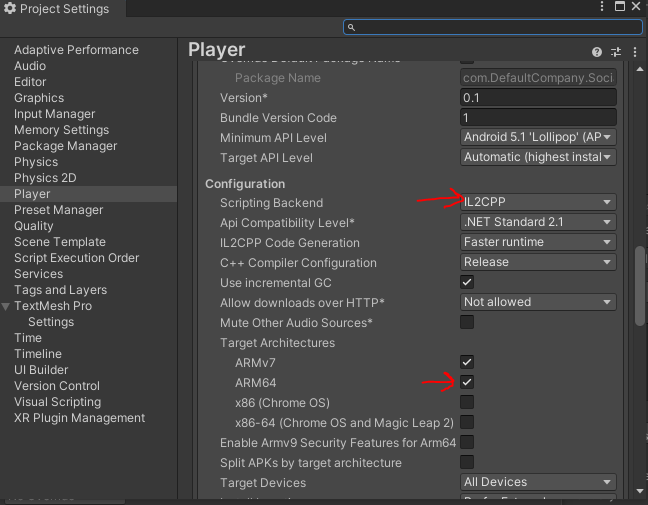 Project Settings
Adaptive Performance
Audio
Editor
Graphics
Input Manager
Memory Settings
Package Manager
Physics
Physics 2D
Player
Preset Manager
Quality
Scene Template
Script Execution Order
Services
Tags and Layers
TextMesh Pro
Settings
Time
Timeline
UI Builder
Version Control
Visual Scripting
XR Plugin Management
Player
Override Default Package Name
Package Name com.DefaultCompany.Soci
Version* 0.1
Bundle Version Code 1
Minimum API Level Android 5.1 'Lollipop' (AP
Target API Level Automatic (highest instal
Configuration
Scripting Backend IL2CPP
Api Compatibility Level* .NET Standard 2.1
IL2CPP Code Generation Faster runtime
C++ Compiler Configuration Release
Use incremental GC
Allow downloads over HTTP* Not allowed
Mute Other Audio Sources*
Target Architectures
ARMv7
ARM64
x86 (Chrome OS)
x86-64 (Chrome OS and Magic Leap 2)
Enable Armv9 Security Features for Arm64
Split APKs by target architecture
Target Devices All Devices